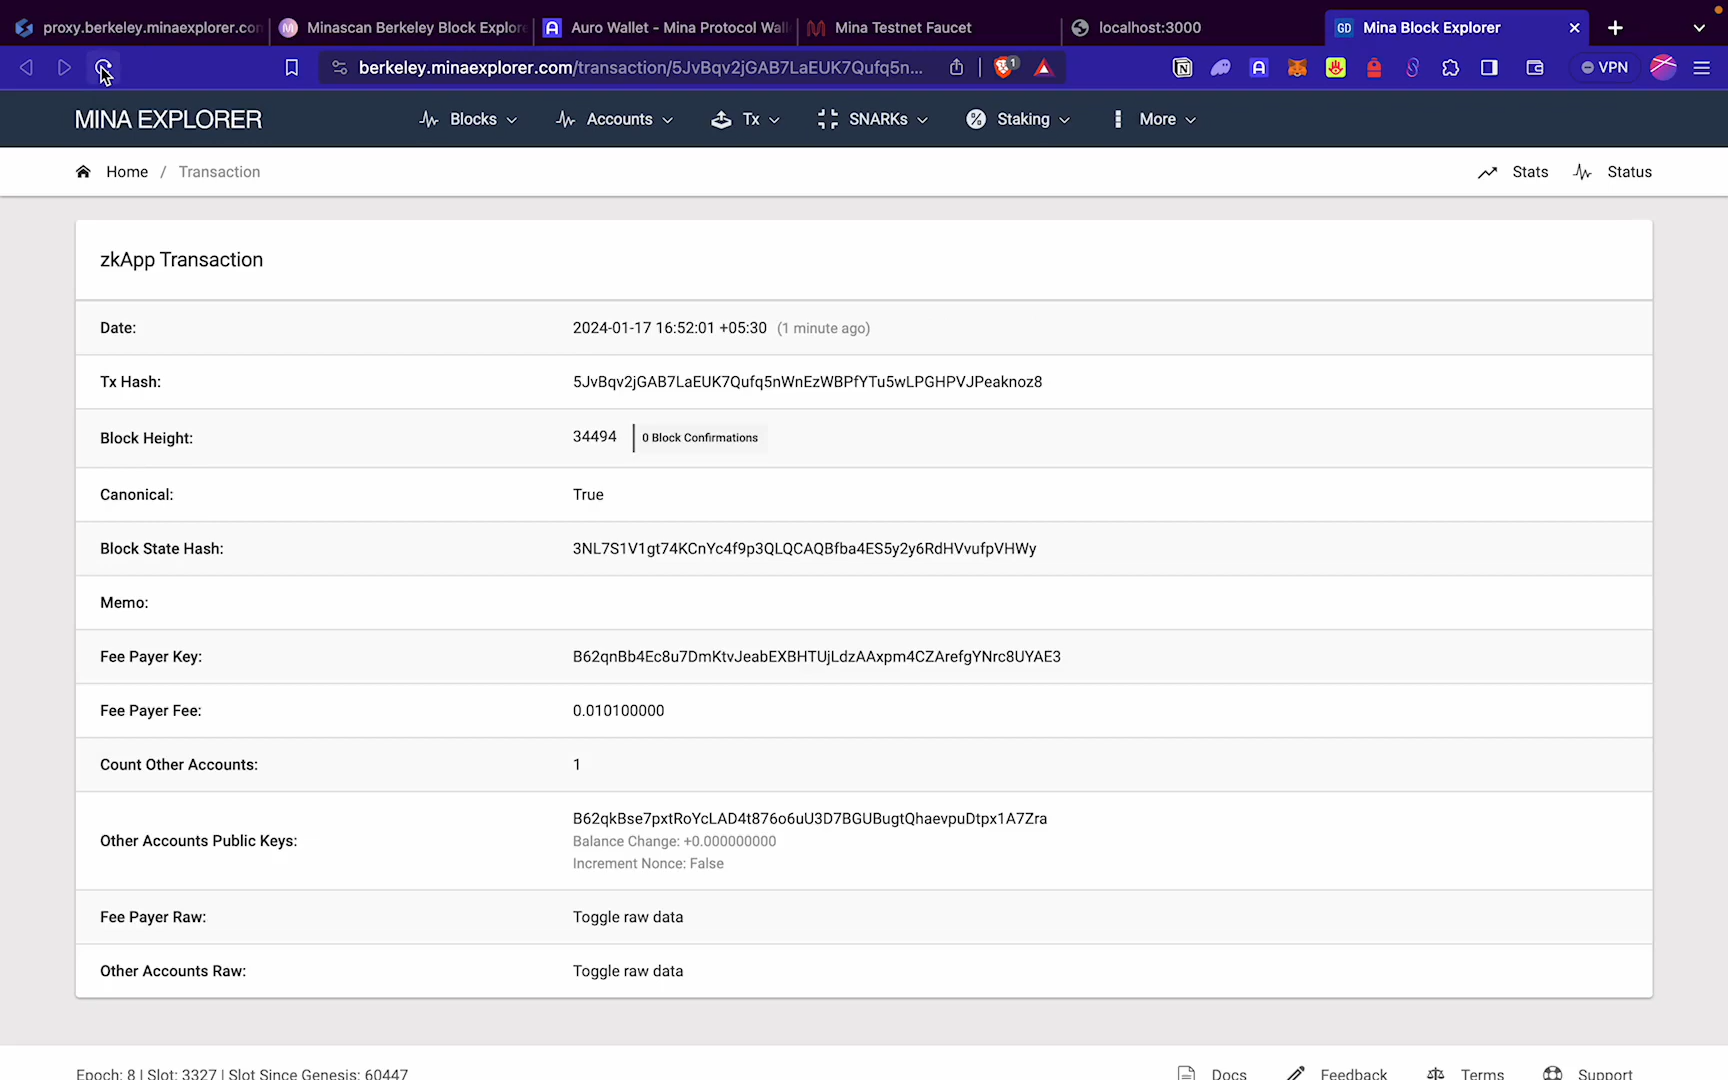 proxy.berkeley.minaexplorer.con
Minascan Berkeley Block Explor
Auro Wallet - Mina Protocol Wall
Mina Testnet Faucet
localhost:3000
GD Mina Block Explorer
berkeley.minaexplorer.com/transaction/5JvBqv2jGAB7LaEUK7Qufq5n...
1
VPN
MINA EXPLORER
Blocks
Accounts
Tx
SNARKs
Staking
More
Home / Transaction
Stats
Status
zkApp Transaction
Date: 2024-01-17 16:52:01 +05:30 (1 minute ago)
Tx Hash: 5JvBqv2jGAB7LaEUK7Qufq5nWnEzWBPfYTu5wLPGHPVJPeaknoz8
Block Height: 34494 0 Block Confirmations
Canonical: True
Block State Hash: 3NL7S1V1gt74KCnYc4f9p3QLQCAQBfba4ES5y2y6RdHVvufpVHWy
Memo:
Fee Payer Key: B62qnBb4Ec8u7DmKtvJeabEXBHTUjLdzAAxpm4CZArefgYNrc8UYAE3
Fee Payer Fee: 0.010100000
Count Other Accounts: 1
Other Accounts Public Keys: B62qkBse7pxtRoYcLAD4t876o6uU3D7BGUBugtQhaevpuDtpx1A7Zra
Balance Change: +0.000000000
Increment Nonce: False
Fee Payer Raw: Toggle raw data
Other Accounts Raw: Toggle raw data
Epoch: 8 | Slot: 3327 | Slot Since Genesis: 60447
Docs
Feedback
Terms
Support